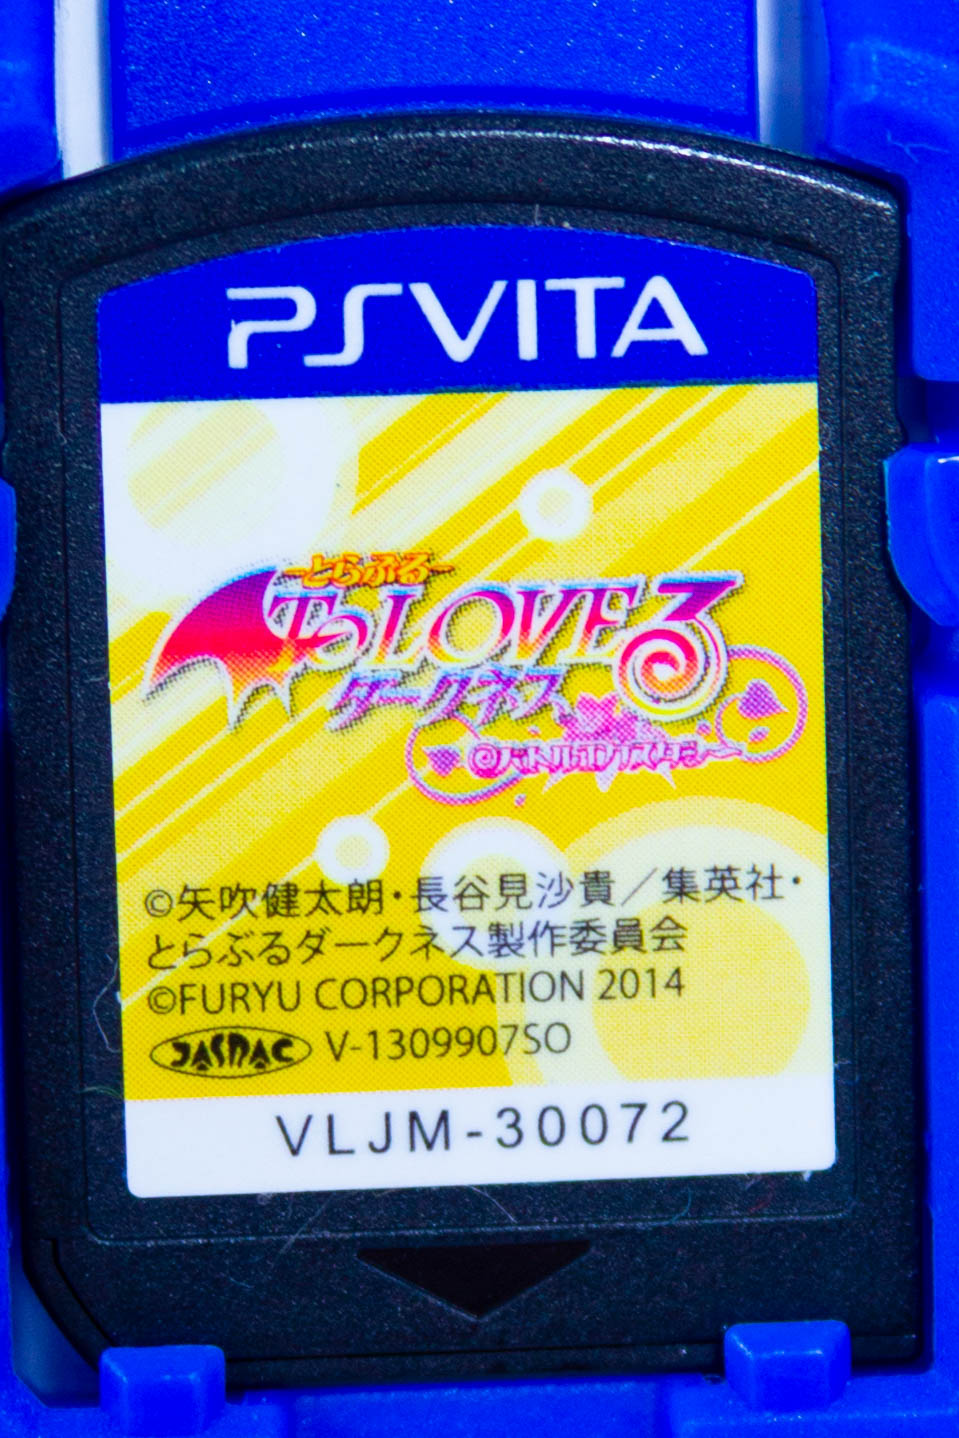 PSVITA
とらぶる
To LOVEる
ダークネス
バトルエクスタシー
©矢吹健太朗・長谷見沙貴／集英社・
とらぶるダークネス製作委員会
©FURYU CORPORATION 2014
JASRAC V-1309907SO
VLJM-30072